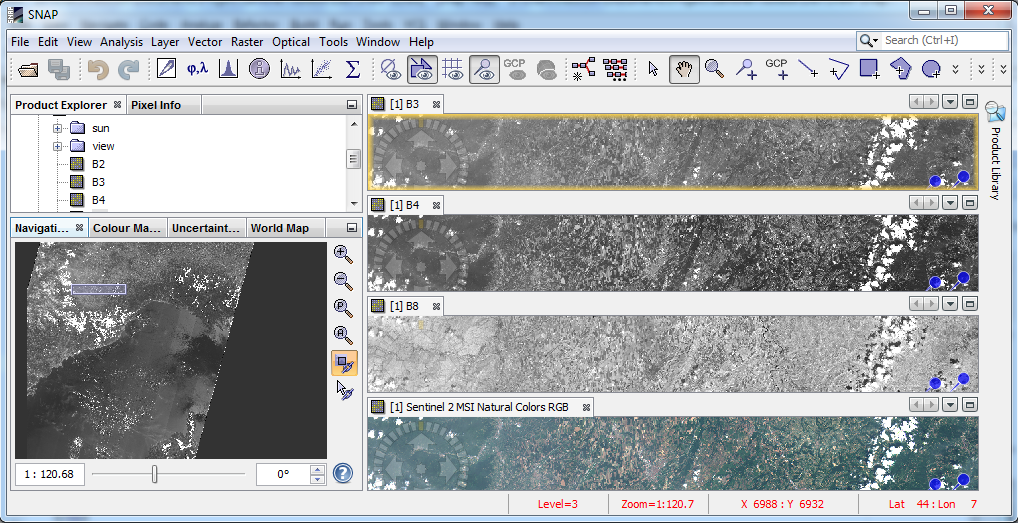 SNAP
File Edit View Analysis Layer Vector Raster Optical Tools Window Help
Search (Ctrl+I)
φ,λ Σ GCP GCP
Product Explorer Pixel Info
sun
view
B2
B3
B4
Navigati... Colour Ma... Uncertaint... World Map
1 : 120.68 0°
[1] B3
[1] B4
[1] B8
[1] Sentinel 2 MSI Natural Colors RGB
Product Library
Level=3 Zoom=1:120.7 X 6988 : Y 6932 Lat 44 : Lon 7